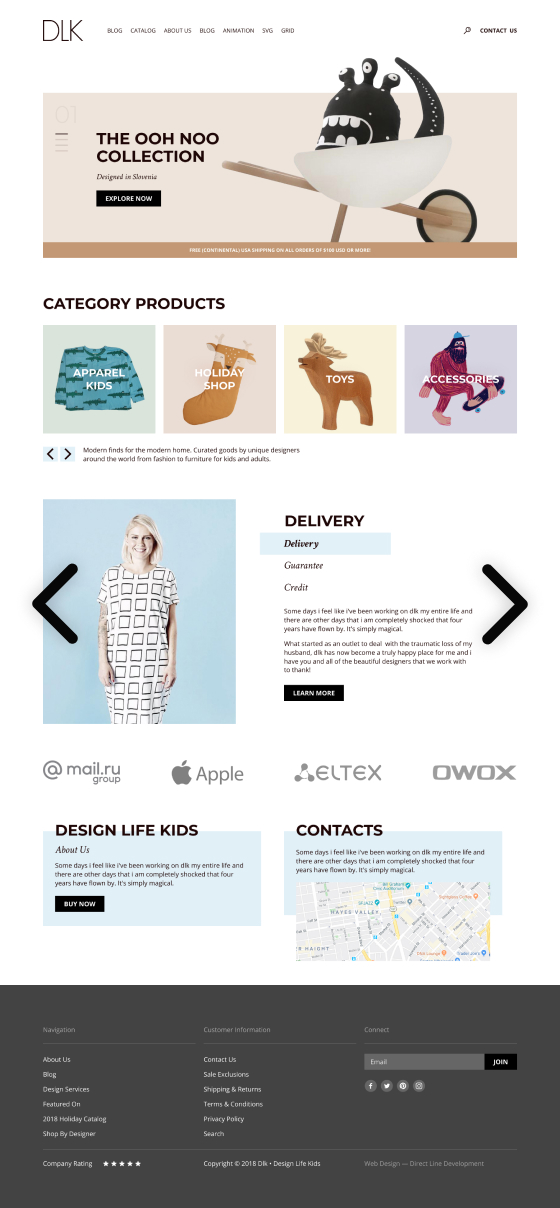 DLK
BLOG CATALOG ABOUT US BLOG ANIMATION SVG GRID
CONTACT US
01
THE OOH NOO
COLLECTION
Designed in Slovenia
EXPLORE NOW
FREE (CONTINENTAL) USA SHIPPING ON ALL ORDERS OF $100 USD OR MORE!
CATEGORY PRODUCTS
APPAREL
KIDS
HOLIDAY
SHOP
TOYS
ACCESSORIES
Modern finds for the modern home. Curated goods by unique designers
around the world from fashion to furniture for kids and adults.
DELIVERY
Delivery
Guarantee
Credit
Some days i feel like i've been working on dlk my entire life and
there are other days that i am completely shocked that four
years have flown by. It's simply magical.
What started as an outlet to deal with the traumatic loss of my
husband, dlk has now become a truly happy place for me and i
have you and all of the beautiful designers that we work with
to thank!
LEARN MORE
@mail.ru
group
Apple
ELTEX
OWOX
DESIGN LIFE KIDS
About Us
Some days i feel like i've been working on dlk my entire life and
there are other days that i am completely shocked that four
years have flown by. It's simply magical.
BUY NOW
CONTACTS
Some days i feel like i've been working on dlk my entire life and
there are other days that i am completely shocked that four
years have flown by. It's simply magical.
Bill Graham
Civic Auditorium
SFJAZZ
Sightglass Coffee
HAYES VALLEY
ER HAIGHT
DNA Lounge
Trader Joe's
Navigation
About Us
Blog
Design Services
Featured On
2018 Holiday Catalog
Shop By Designer
Customer Information
Contact Us
Sale Exclusions
Shipping & Returns
Terms & Conditions
Privacy Policy
Search
Connect
Email
JOIN
Company Rating ★★★★★
Copyright © 2018 Dlk • Design Life Kids
Web Design — Direct Line Development